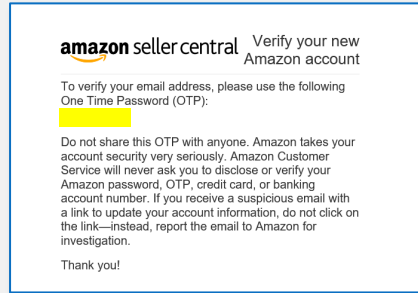 amazon seller central Verify your new
Amazon account
To verify your email address, please use the following
One Time Password (OTP):
Do not share this OTP with anyone. Amazon takes your
account security very seriously. Amazon Customer
Service will never ask you to disclose or verify your
Amazon password, OTP, credit card, or banking
account number. If you receive a suspicious email with
a link to update your account information, do not click on
the link—instead, report the email to Amazon for
investigation.
Thank you!